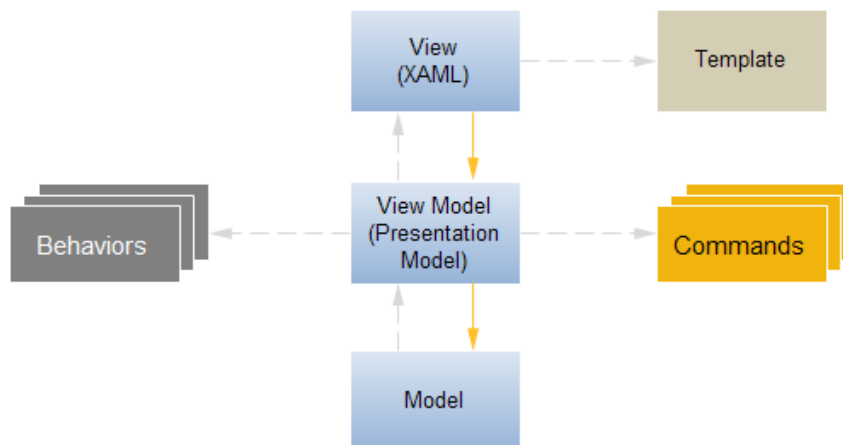 View
(XAML)
Template
Behaviors
View Model
(Presentation
Model)
Commands
Model